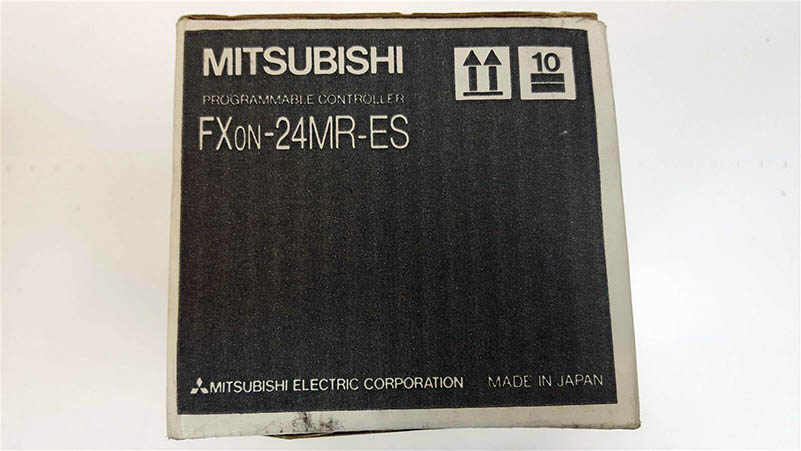 MITSUBISHI
10
PROGRAMMABLE CONTROLLER
FX0N-24MR-ES
MITSUBISHI ELECTRIC CORPORATION MADE IN JAPAN